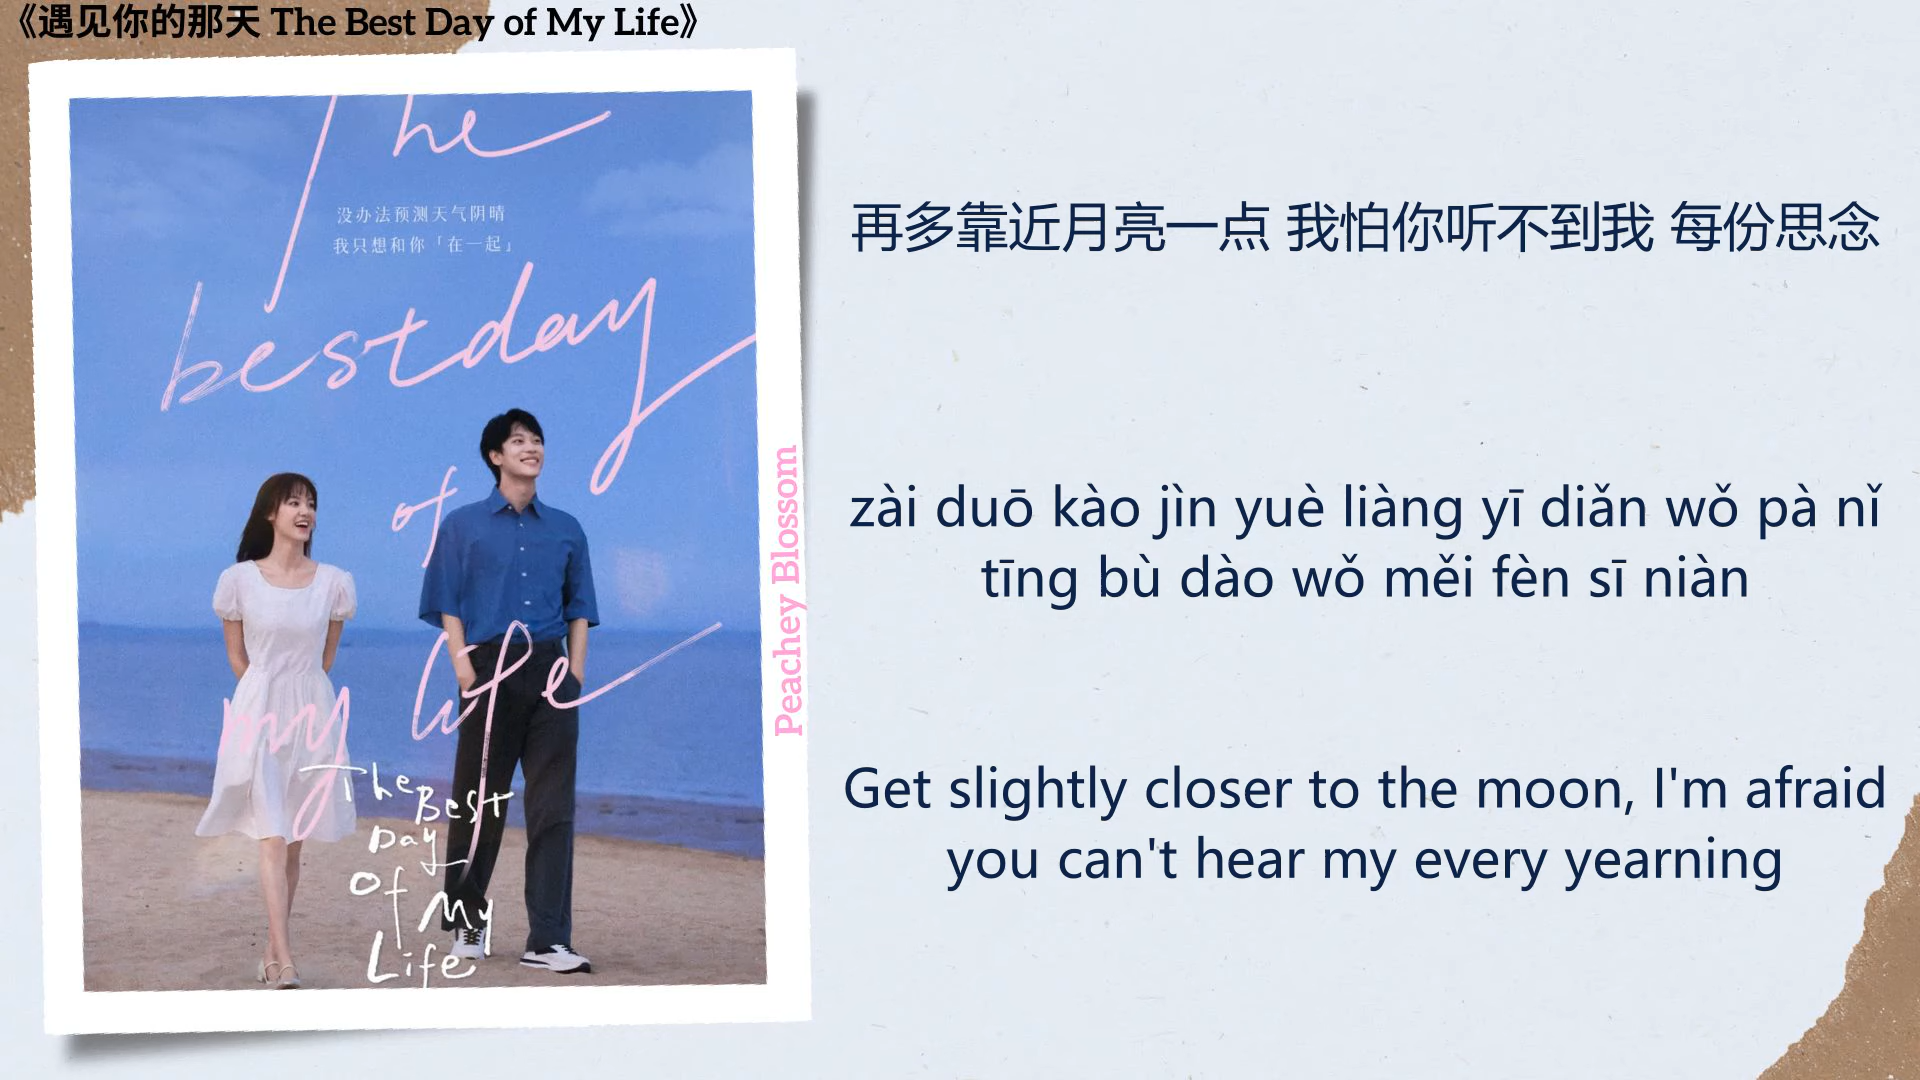 《遇见你的那天 The Best Day of My Life》
The
没办法预测天气阴晴
我只想和你「在一起」
best day
of
my life
The
Best
Day
Of My
Life
Peachey Blossom
再多靠近月亮一点 我怕你听不到我 每份思念
zài duō kào jìn yuè liàng yī diǎn wǒ pà nǐ
tīng bù dào wǒ měi fèn sī niàn
Get slightly closer to the moon, I'm afraid
you can't hear my every yearning